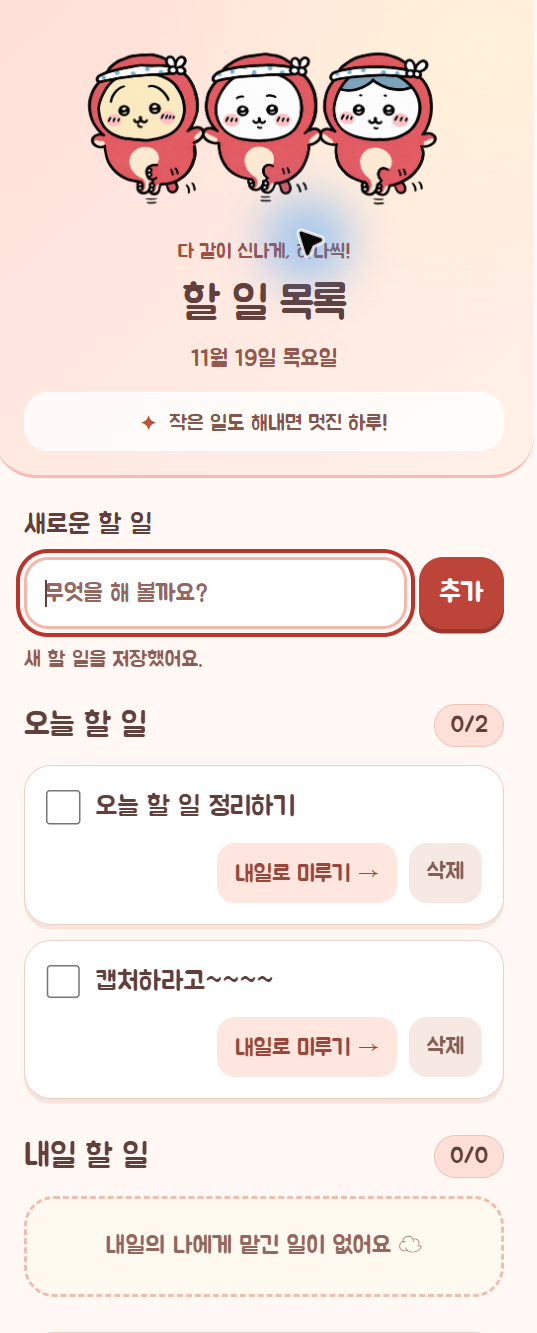 다 같이 신나게, 하나씩!
할 일 목록
11월 19일 목요일
✦ 작은 일도 해내면 멋진 하루!
새로운 할 일
무엇을 해 볼까요?
추가
새 할 일을 저장했어요.
오늘 할 일
0/2
오늘 할 일 정리하기
내일로 미루기 →
삭제
캡처하라고~~~~
내일로 미루기 →
삭제
내일 할 일
0/0
내일의 나에게 맡긴 일이 없어요